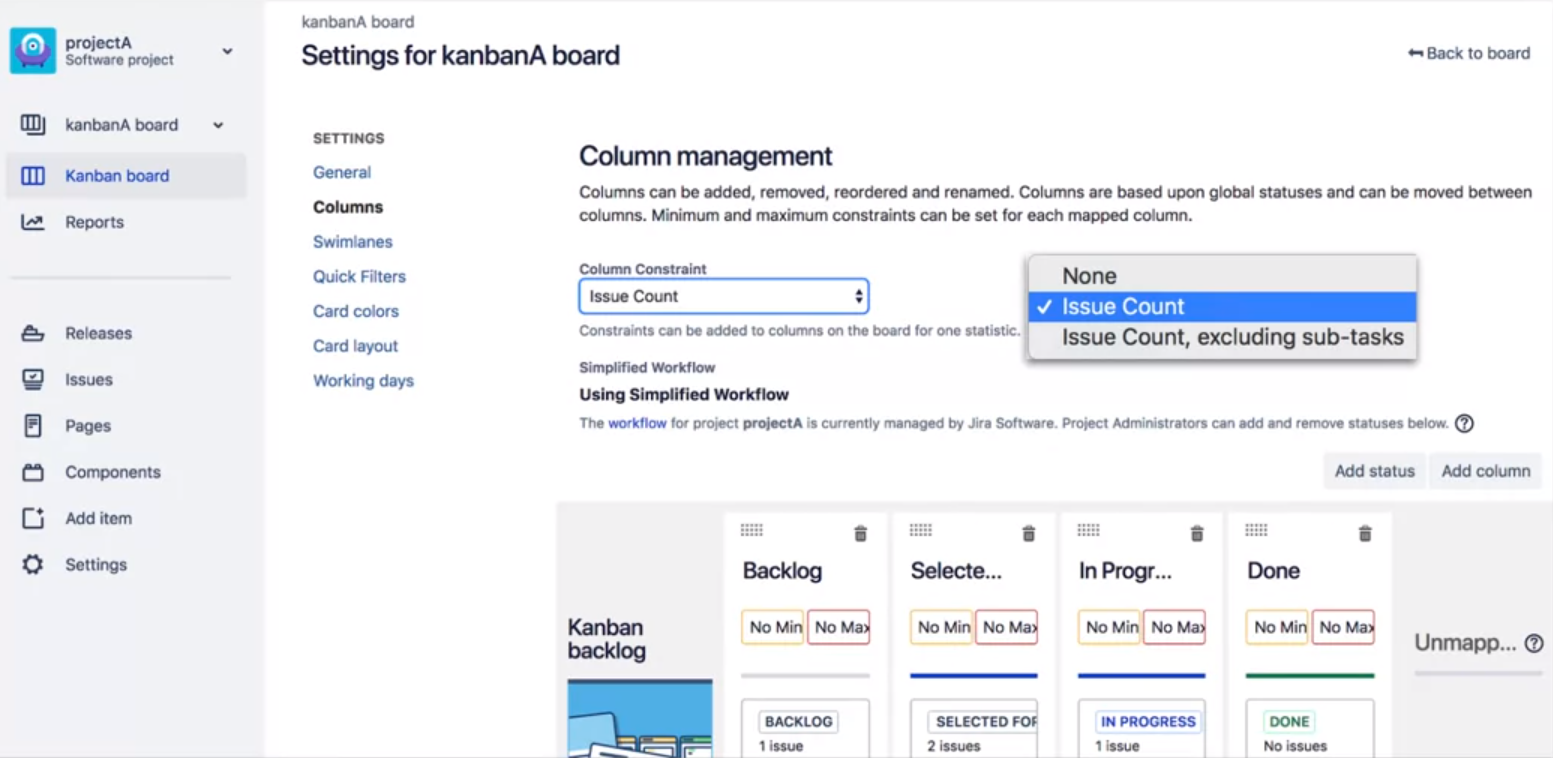 projectA
Software project
kanbanA board
Kanban board
Reports
Releases
Issues
Pages
Components
Add item
Settings
kanbanA board
Settings for kanbanA board
Back to board
SETTINGS
General
Columns
Swimlanes
Quick Filters
Card colors
Card layout
Working days
Column management
Columns can be added, removed, reordered and renamed. Columns are based upon global statuses and can be moved between
columns. Minimum and maximum constraints can be set for each mapped column.
Column Constraint
Issue Count
Constraints can be added to columns on the board for one statistic.
None
✓ Issue Count
Issue Count, excluding sub-tasks
Simplified Workflow
Using Simplified Workflow
The workflow for project projectA is currently managed by Jira Software. Project Administrators can add and remove statuses below. ?
Add status Add column
Kanban
backlog
Backlog
No Min No Max
BACKLOG
1 issue
Selecte...
No Min No Max
SELECTED FOR
2 issues
In Progr...
No Min No Max
IN PROGRESS
1 issue
Done
No Min No Max
DONE
No issues
Unmapp... ?